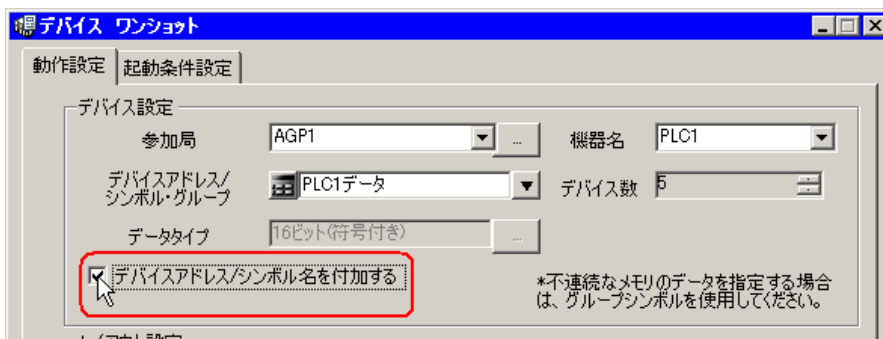 デバイス ワンショット
動作設定 起動条件設定
デバイス設定
参加局 AGP1 ... 機器名 PLC1
デバイスアドレス/
シンボル・グループ PLC1データ デバイス数 5
データタイプ 16ビット(符号付き) ...
デバイスアドレス/シンボル名を付加する
*不連続なメモリのデータを指定する場合
は、グループシンボルを使用してください。